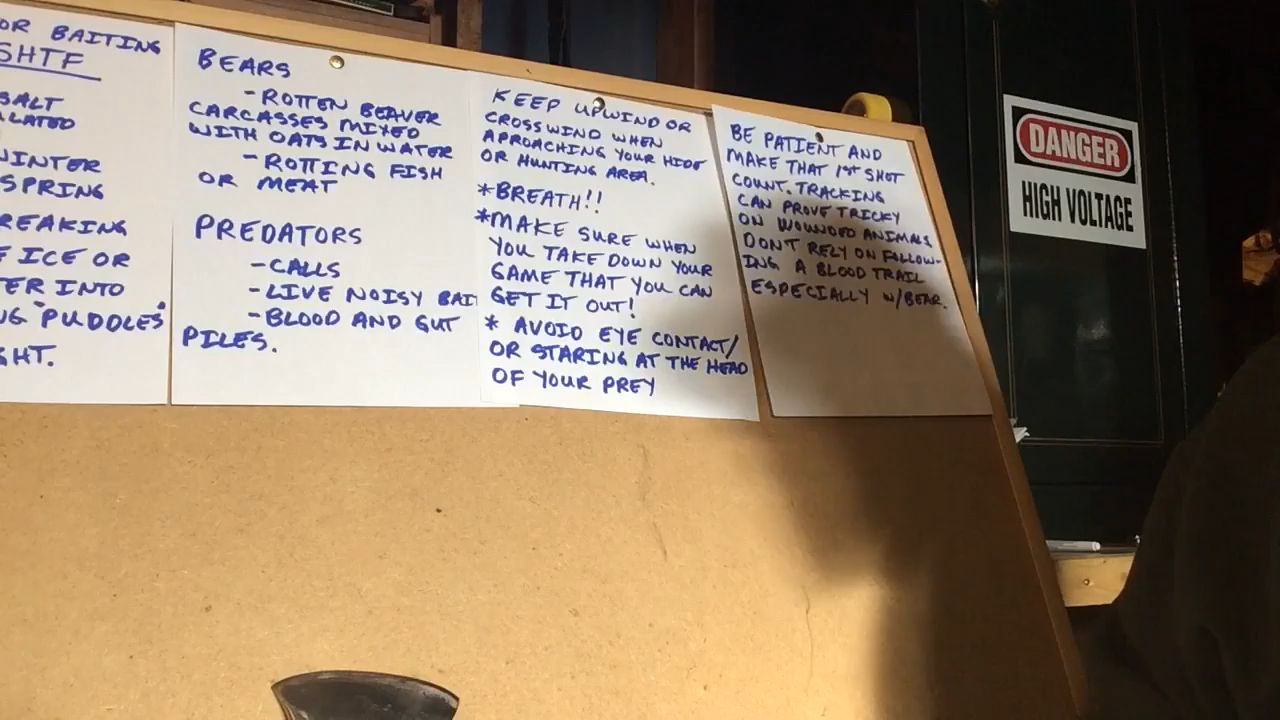 OR BAITING
SHTF
SALT
WINTER
SPRING
REAKING
ICE OR
INTO
"PUDDLES"
BEARS
-ROTTEN BEAVER
CARCASSES MIXED
WITH OATS IN WATER
-ROTTING FISH
OR MEAT
PREDATORS
-CALLS
-LIVE NOISY BAI
-BLOOD AND GUT
PILES.
KEEP UPWIND OR
CROSSWIND WHEN
APROACHING YOUR HIDE
OR HUNTING AREA.
*BREATH!!
*MAKE SURE WHEN
YOU TAKE DOWN YOUR
GAME THAT YOU CAN
GET IT OUT!
* AVOID EYE CONTACT/
OR STARING AT THE HEAD
OF YOUR PREY
BE PATIENT AND
MAKE THAT 1ST SHOT
COUNT. TRACKING
CAN PROVE TRICKY
ON WOUNDED ANIMALS.
DON'T RELY ON FOLLOW-
ING A BLOOD TRAIL
ESPECIALLY W/BEAR.
DANGER
HIGH VOLTAGE